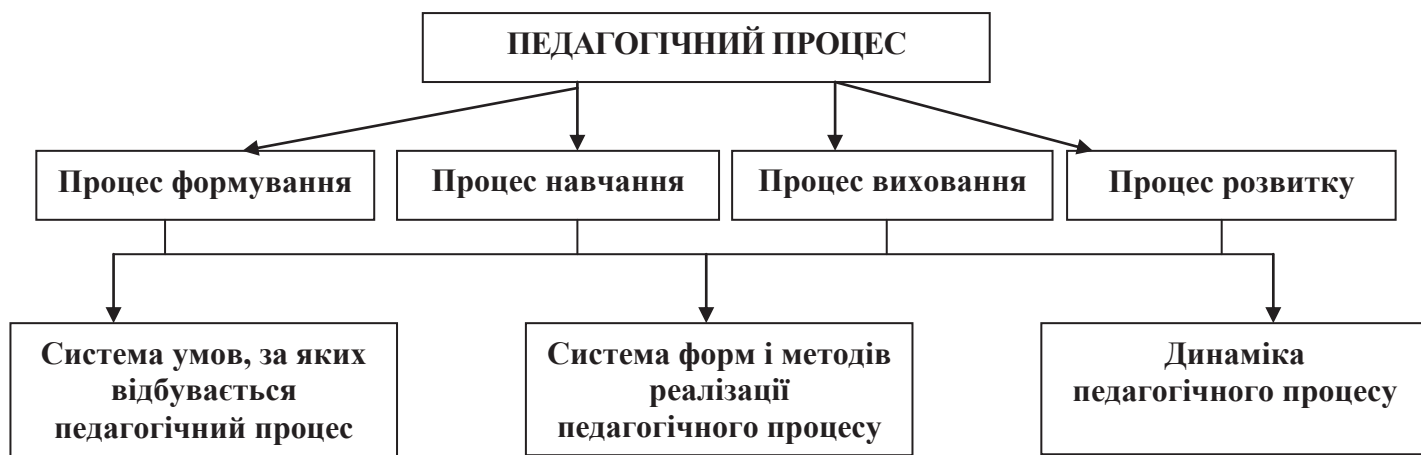 ПЕДАГОГІЧНИЙ ПРОЦЕС
Процес формування
Процес навчання
Процес виховання
Процес розвитку
Система умов, за яких
відбувається
педагогічний процес
Система форм і методів
реалізації
педагогічного процесу
Динаміка
педагогічного процесу